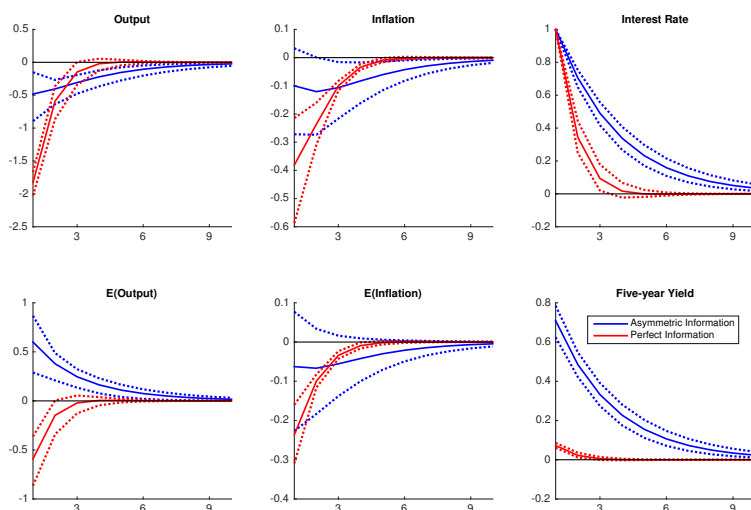 Output
0.5
0
-0.5
-1
-1.5
-2
-2.5
3 6 9
Inflation
0.1
0
-0.1
-0.2
-0.3
-0.4
-0.5
-0.6
3 6 9
Interest Rate
1
0.8
0.6
0.4
0.2
0
-0.2
3 6 9
E(Output)
1
0.5
0
-0.5
-1
3 6 9
E(Inflation)
0.1
0
-0.1
-0.2
-0.3
-0.4
3 6 9
Five-year Yield
0.8
0.6
0.4
0.2
0
-0.2
3 6 9
Asymmetric Information
Perfect Information